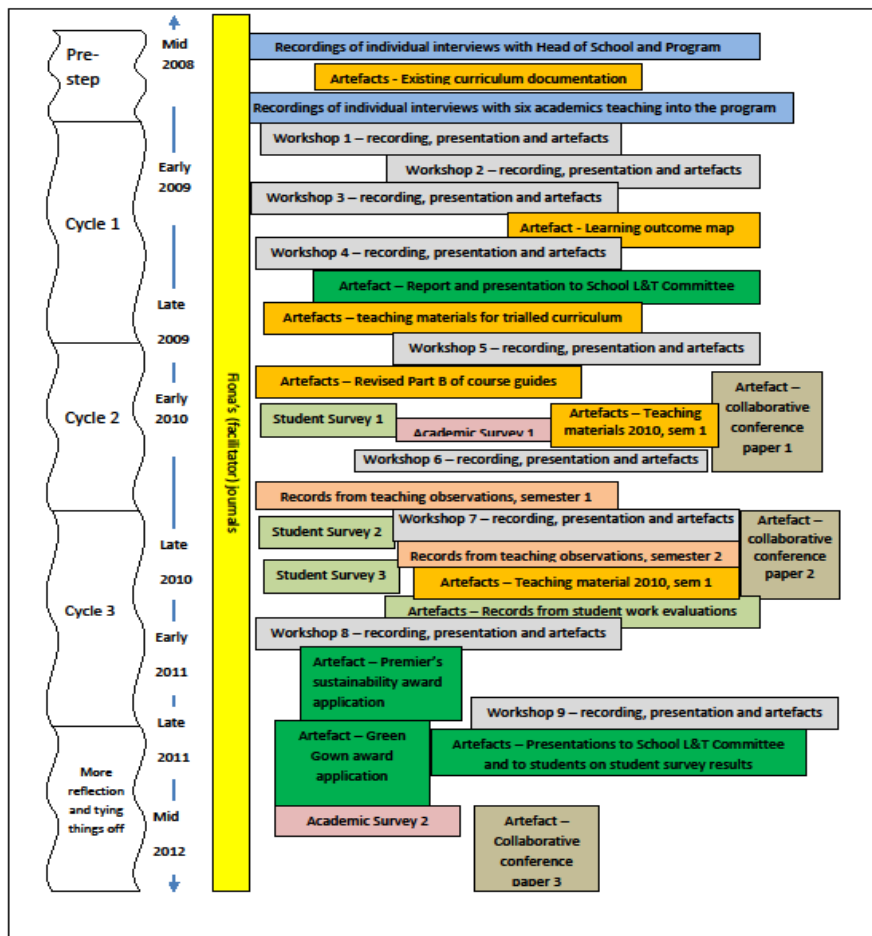 Pre-
step
Cycle 1
Cycle 2
Cycle 3
More
reflection
and tying
things off
Mid
2008
Early
2009
Late
2009
Early
2010
Late
2010
Early
2011
Late
2011
Mid
2012
Fiona's (facilitator) journals
Recordings of individual interviews with Head of School and Program
Artefacts - Existing curriculum documentation
Recordings of individual interviews with six academics teaching into the program
Workshop 1 – recording, presentation and artefacts
Workshop 2 – recording, presentation and artefacts
Workshop 3 – recording, presentation and artefacts
Artefact - Learning outcome map
Workshop 4 – recording, presentation and artefacts
Artefact – Report and presentation to School L&T Committee
Artefacts – teaching materials for trialled curriculum
Workshop 5 – recording, presentation and artefacts
Artefacts – Revised Part B of course guides
Artefact –
collaborative
conference
paper 1
Student Survey 1
Academic Survey 1
Artefacts – Teaching
materials 2010, sem 1
Workshop 6 – recording, presentation and artefacts
Records from teaching observations, semester 1
Student Survey 2
Workshop 7 – recording, presentation and artefacts
Artefact –
collaborative
conference
paper 2
Records from teaching observations, semester 2
Student Survey 3
Artefacts – Teaching material 2010, sem 1
Artefacts – Records from student work evaluations
Workshop 8 – recording, presentation and artefacts
Artefact – Premier's
sustainability award
application
Workshop 9 – recording, presentation and artefacts
Artefact – Green
Gown award
application
Artefacts – Presentations to School L&T Committee
and to students on student survey results
Academic Survey 2
Artefact –
Collaborative
conference
paper 3